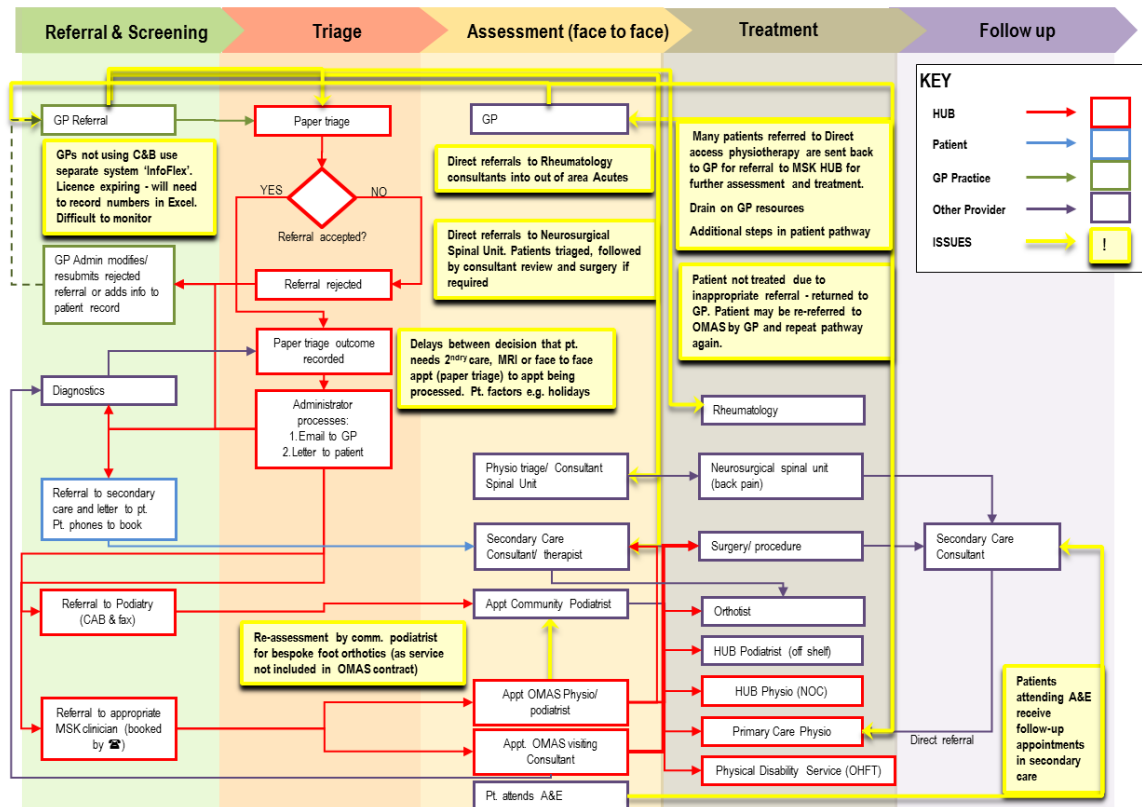 Referral & Screening
Triage
Assessment (face to face)
Treatment
Follow up
KEY
HUB
Patient
GP Practice
Other Provider
ISSUES
!
GP Referral
Paper triage
GP
GPs not using C&B use
separate system ‘InfoFlex’.
Licence expiring - will need
to record numbers in Excel.
Difficult to monitor
YES
NO
Referral accepted?
Direct referrals to Rheumatology
consultants into out of area Acutes
Many patients referred to Direct
access physiotherapy are sent back
to GP for referral to MSK HUB for
further assessment and treatment.
Drain on GP resources
Additional steps in patient pathway
Direct referrals to Neurosurgical
Spinal Unit. Patients triaged, followed
by consultant review and surgery if
required
GP Admin modifies/
resubmits rejected
referral or adds info to
patient record
Referral rejected
Patient not treated due to
inappropriate referral - returned to
GP. Patient may be re-referred to
OMAS by GP and repeat pathway
again.
Paper triage outcome
recorded
Delays between decision that pt.
needs 2ndry care, MRI or face to face
appt (paper triage) to appt being
processed. Pt. factors e.g. holidays
Diagnostics
Administrator
processes:
1.Email to GP
2.Letter to patient
Rheumatology
Physio triage/ Consultant
Spinal Unit
Neurosurgical spinal unit
(back pain)
Referral to secondary
care and letter to pt.
Pt. phones to book
Secondary Care
Consultant/ therapist
Surgery/ procedure
Secondary Care
Consultant
Referral to Podiatry
(CAB & fax)
Appt Community Podiatrist
Orthotist
Re-assessment by comm. podiatrist
for bespoke foot orthotics (as service
not included in OMAS contract)
HUB Podiatrist (off shelf)
Appt OMAS Physio/
podiatrist
HUB Physio (NOC)
Patients
attending A&E
receive
follow-up
appointments
in secondary
care
Referral to appropriate
MSK clinician (booked
by ☎)
Appt. OMAS visiting
Consultant
Primary Care Physio
Direct referral
Physical Disability Service (OHFT)
Pt. attends A&E